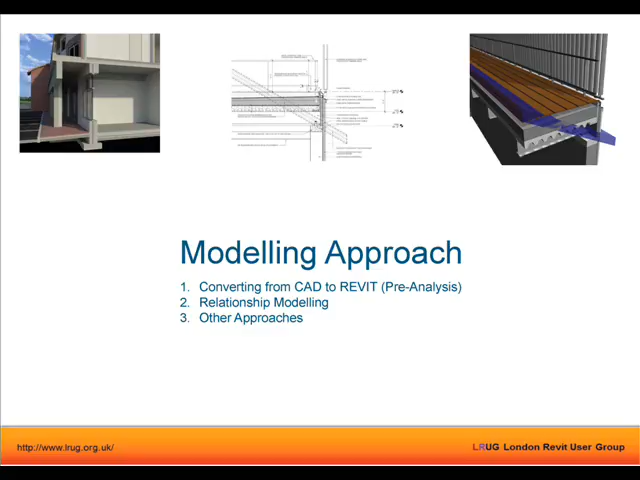 Modelling Approach
1. Converting from CAD to REVIT (Pre-Analysis)
2. Relationship Modelling
3. Other Approaches
http://www.lrug.org.uk/
LRUG London Revit User Group